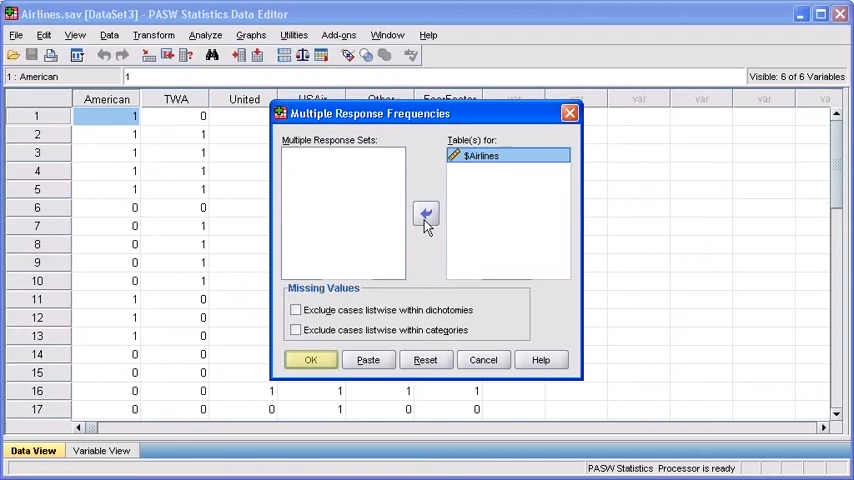 Airlines.sav [DataSet3] - PASW Statistics Data Editor
File Edit View Data Transform Analyze Graphs Utilities Add-ons Window Help
1 : American 1 Visible: 6 of 6 Variables
American TWA United USAir Other var var var va
Multiple Response Frequencies
Multiple Response Sets: Table(s) for:
$Airlines
Missing Values
Exclude cases listwise within dichotomies
Exclude cases listwise within categories
OK Paste Reset Cancel Help
1 1 0
2 1 1
3 1 1
4 1 1
5 1 1
6 0 0
7 0 1
8 0 1
9 0 1
10 0 1
11 1 0
12 1 0
13 1 0
14 0 0
15 0 0
16 0 0 1 1 1 1
17 0 0 0 1 0 0
Data View Variable View
PASW Statistics Processor is ready